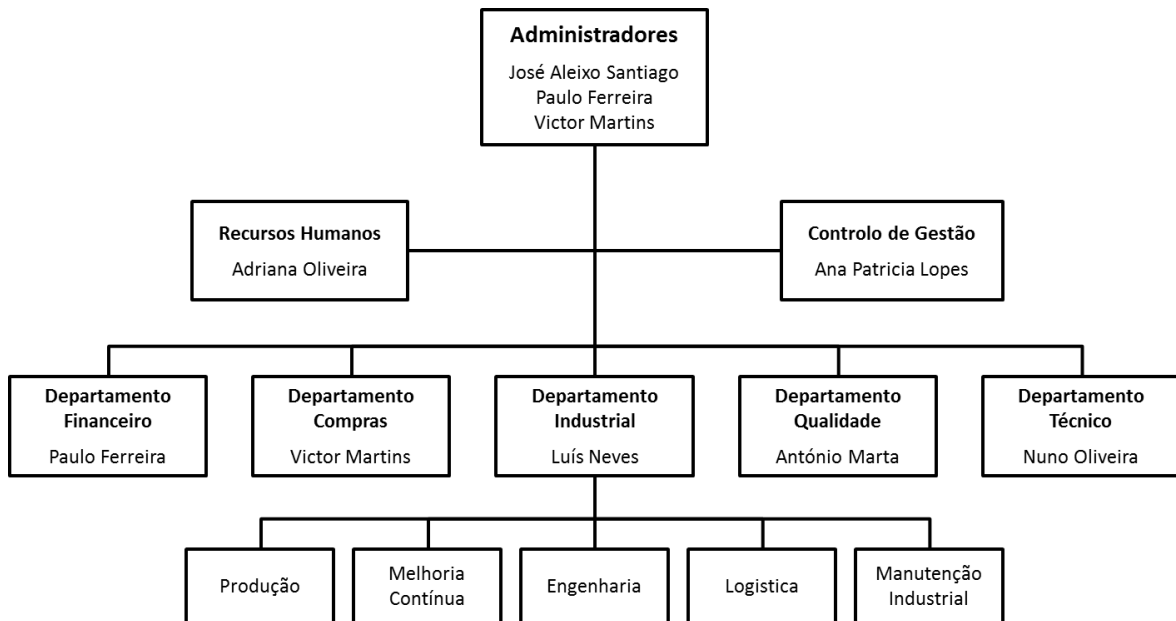 Administradores
José Aleixo Santiago
Paulo Ferreira
Victor Martins
Recursos Humanos
Adriana Oliveira
Controlo de Gestão
Ana Patricia Lopes
Departamento
Financeiro
Paulo Ferreira
Departamento
Compras
Victor Martins
Departamento
Industrial
Luís Neves
Departamento
Qualidade
António Marta
Departamento
Técnico
Nuno Oliveira
Produção
Melhoria
Contínua
Engenharia
Logistica
Manutenção
Industrial